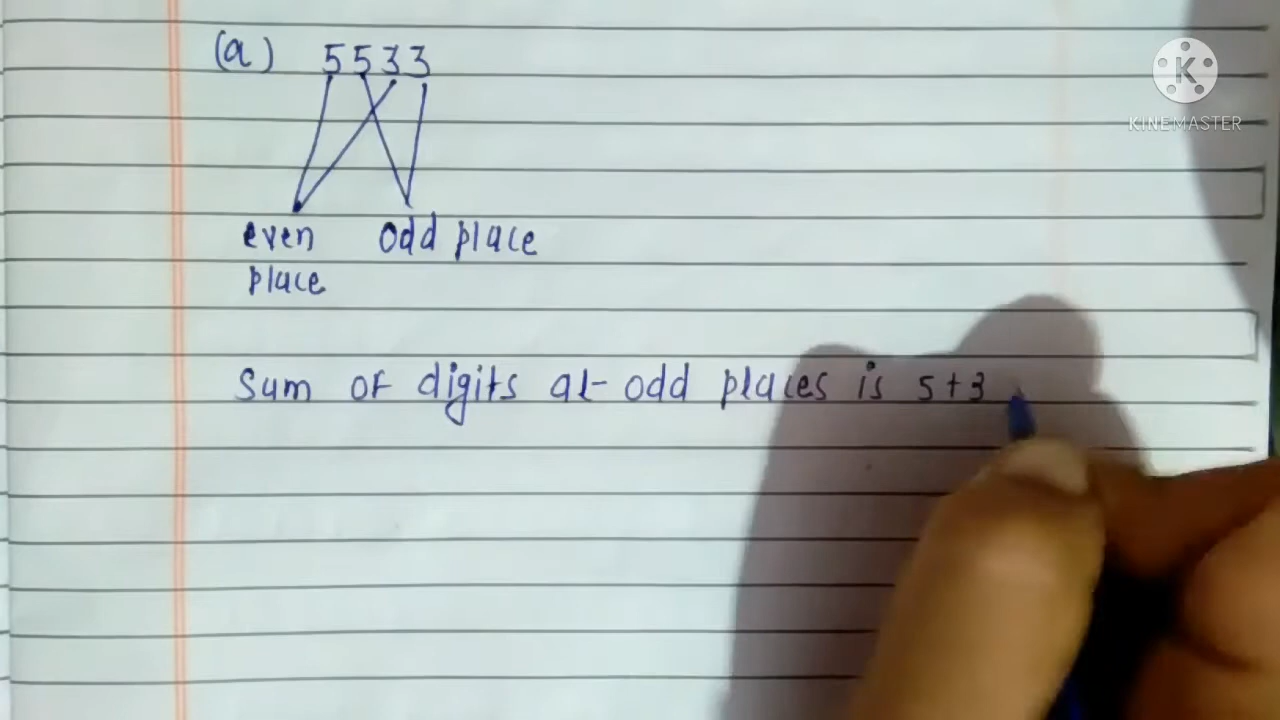 (a) 5533
even odd place
place
Sum of digits at odd places is 5+3
K
KINEMASTER